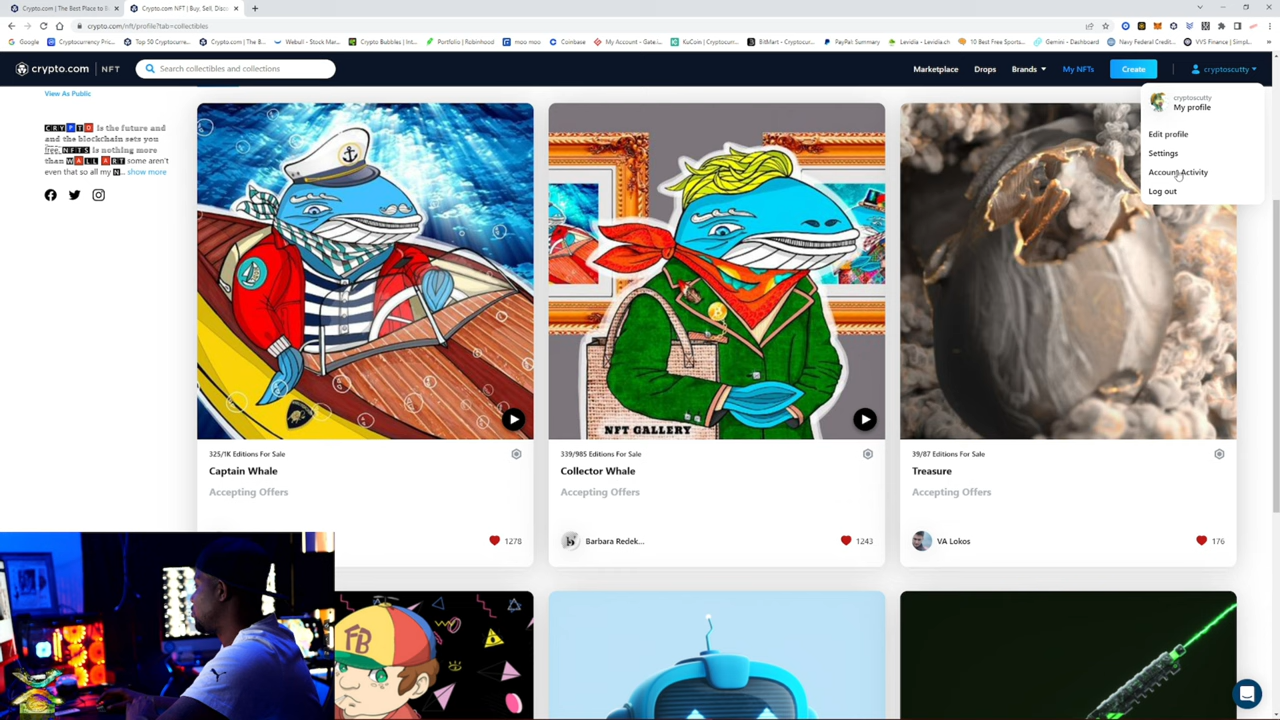 Crypto.com | The Best Place to B
Crypto.com NFT | Buy, Sell, Disco
crypto.com/nft/profile?tab=collectibles
Google
Cryptocurrency Pric...
Top 50 Cryptocurre...
Crypto.com | The B...
Webull - Stock Mar...
Crypto Bubbles | Int...
Portfolio | Robinhood
moo moo
Coinbase
My Account - Gate.i...
KuCoin | Cryptocurr...
BitMart - Cryptocur...
PayPal: Summary
Levidia - Levidia.ch
10 Best Free Sports...
Gemini - Dashboard
Navy Federal Credit...
VVS Finance | Simpl...
crypto.com | NFT
Search collectibles and collections
Marketplace
Drops
Brands
My NFTs
Create
cryptoscutty
cryptoscutty
My profile
Edit profile
Settings
Account Activity
Log out
View As Public
CRYPTO is the future and
and the blockchain sets you
free, NFTS is nothing more
than WALL ART some aren't
even that so all my N... show more
NFT GALLERY
325/1K Editions For Sale
Captain Whale
Accepting Offers
1278
339/985 Editions For Sale
Collector Whale
Accepting Offers
Barbara Redek...
1243
39/87 Editions For Sale
Treasure
Accepting Offers
VA Lokos
176
FB